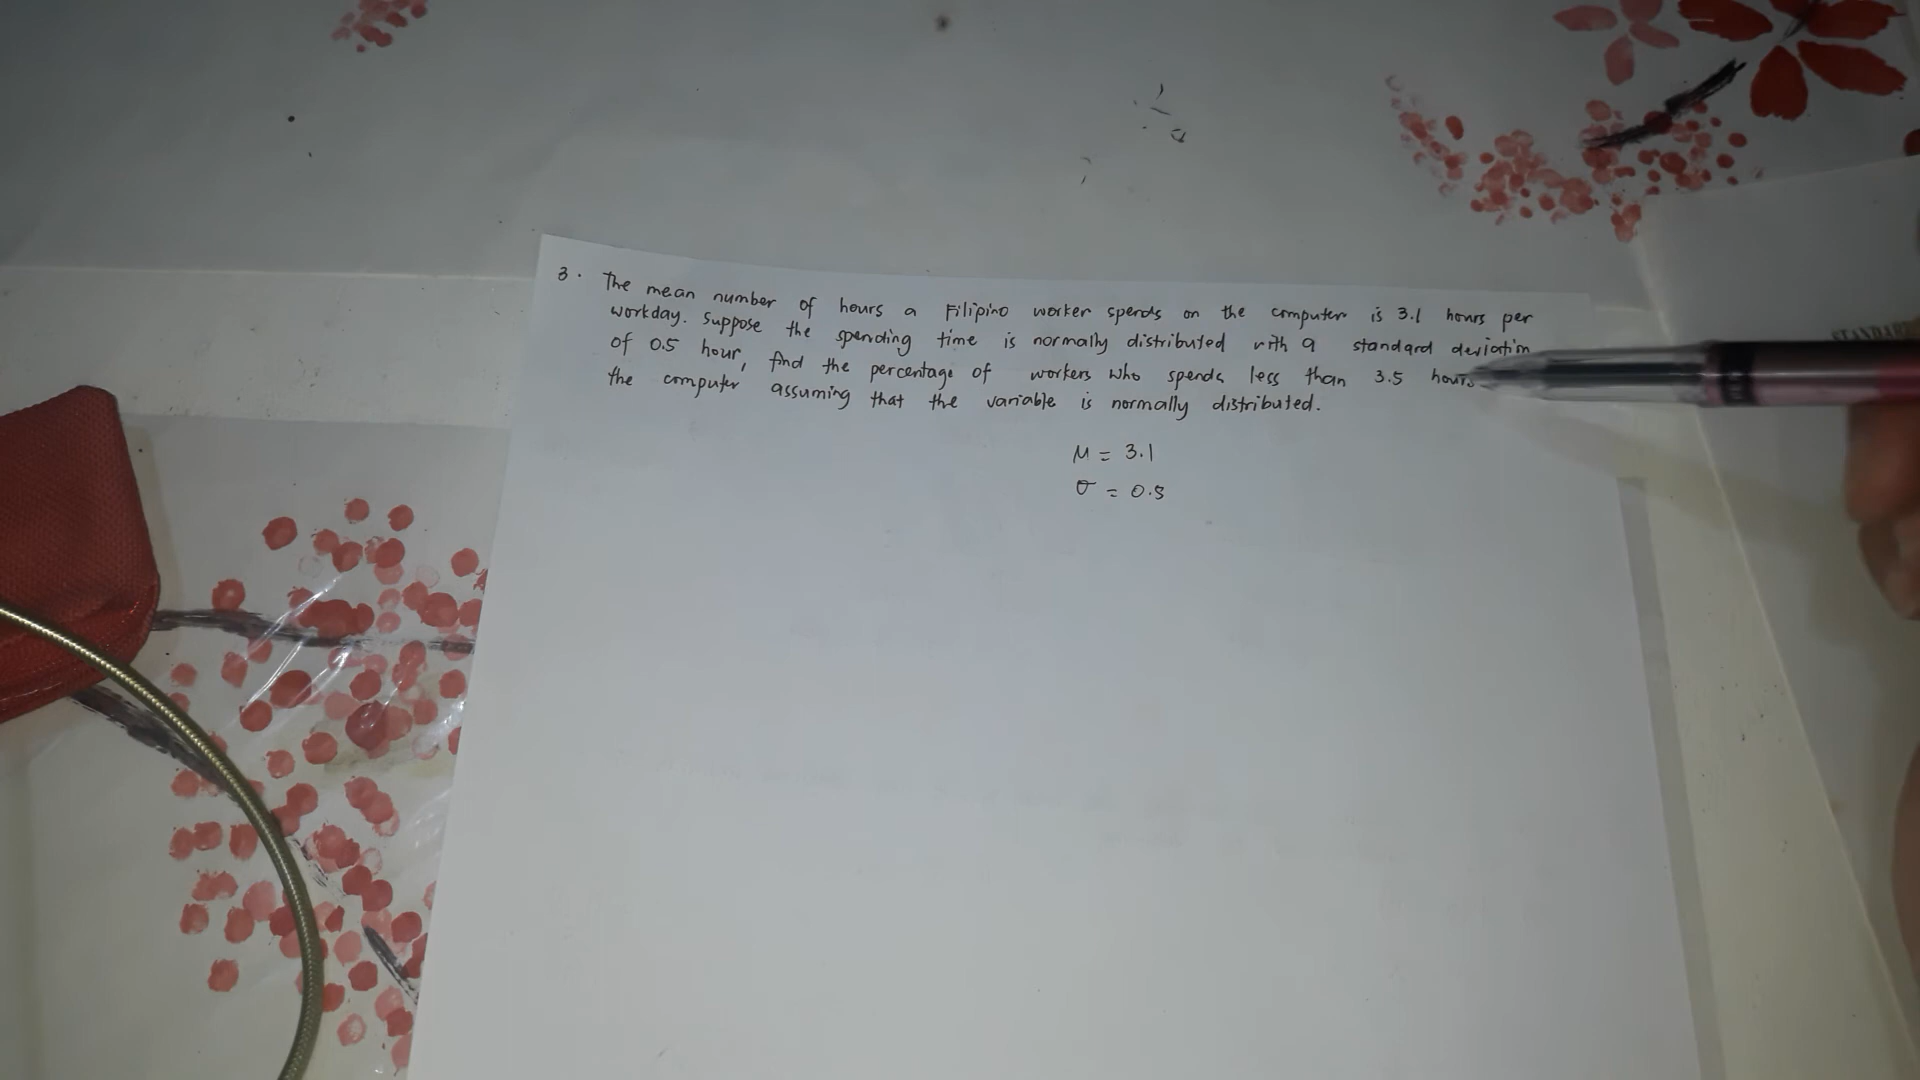 3. The mean number of hours a Filipino worker spends on the computer is 3.1 hours per
workday. Suppose the spending time is normally distributed with a standard deviation
of 0.5 hour, find the percentage of workers who spends less than 3.5 hours
the computer assuming that the variable is normally distributed.
μ = 3.1
σ = 0.5
STANDARD